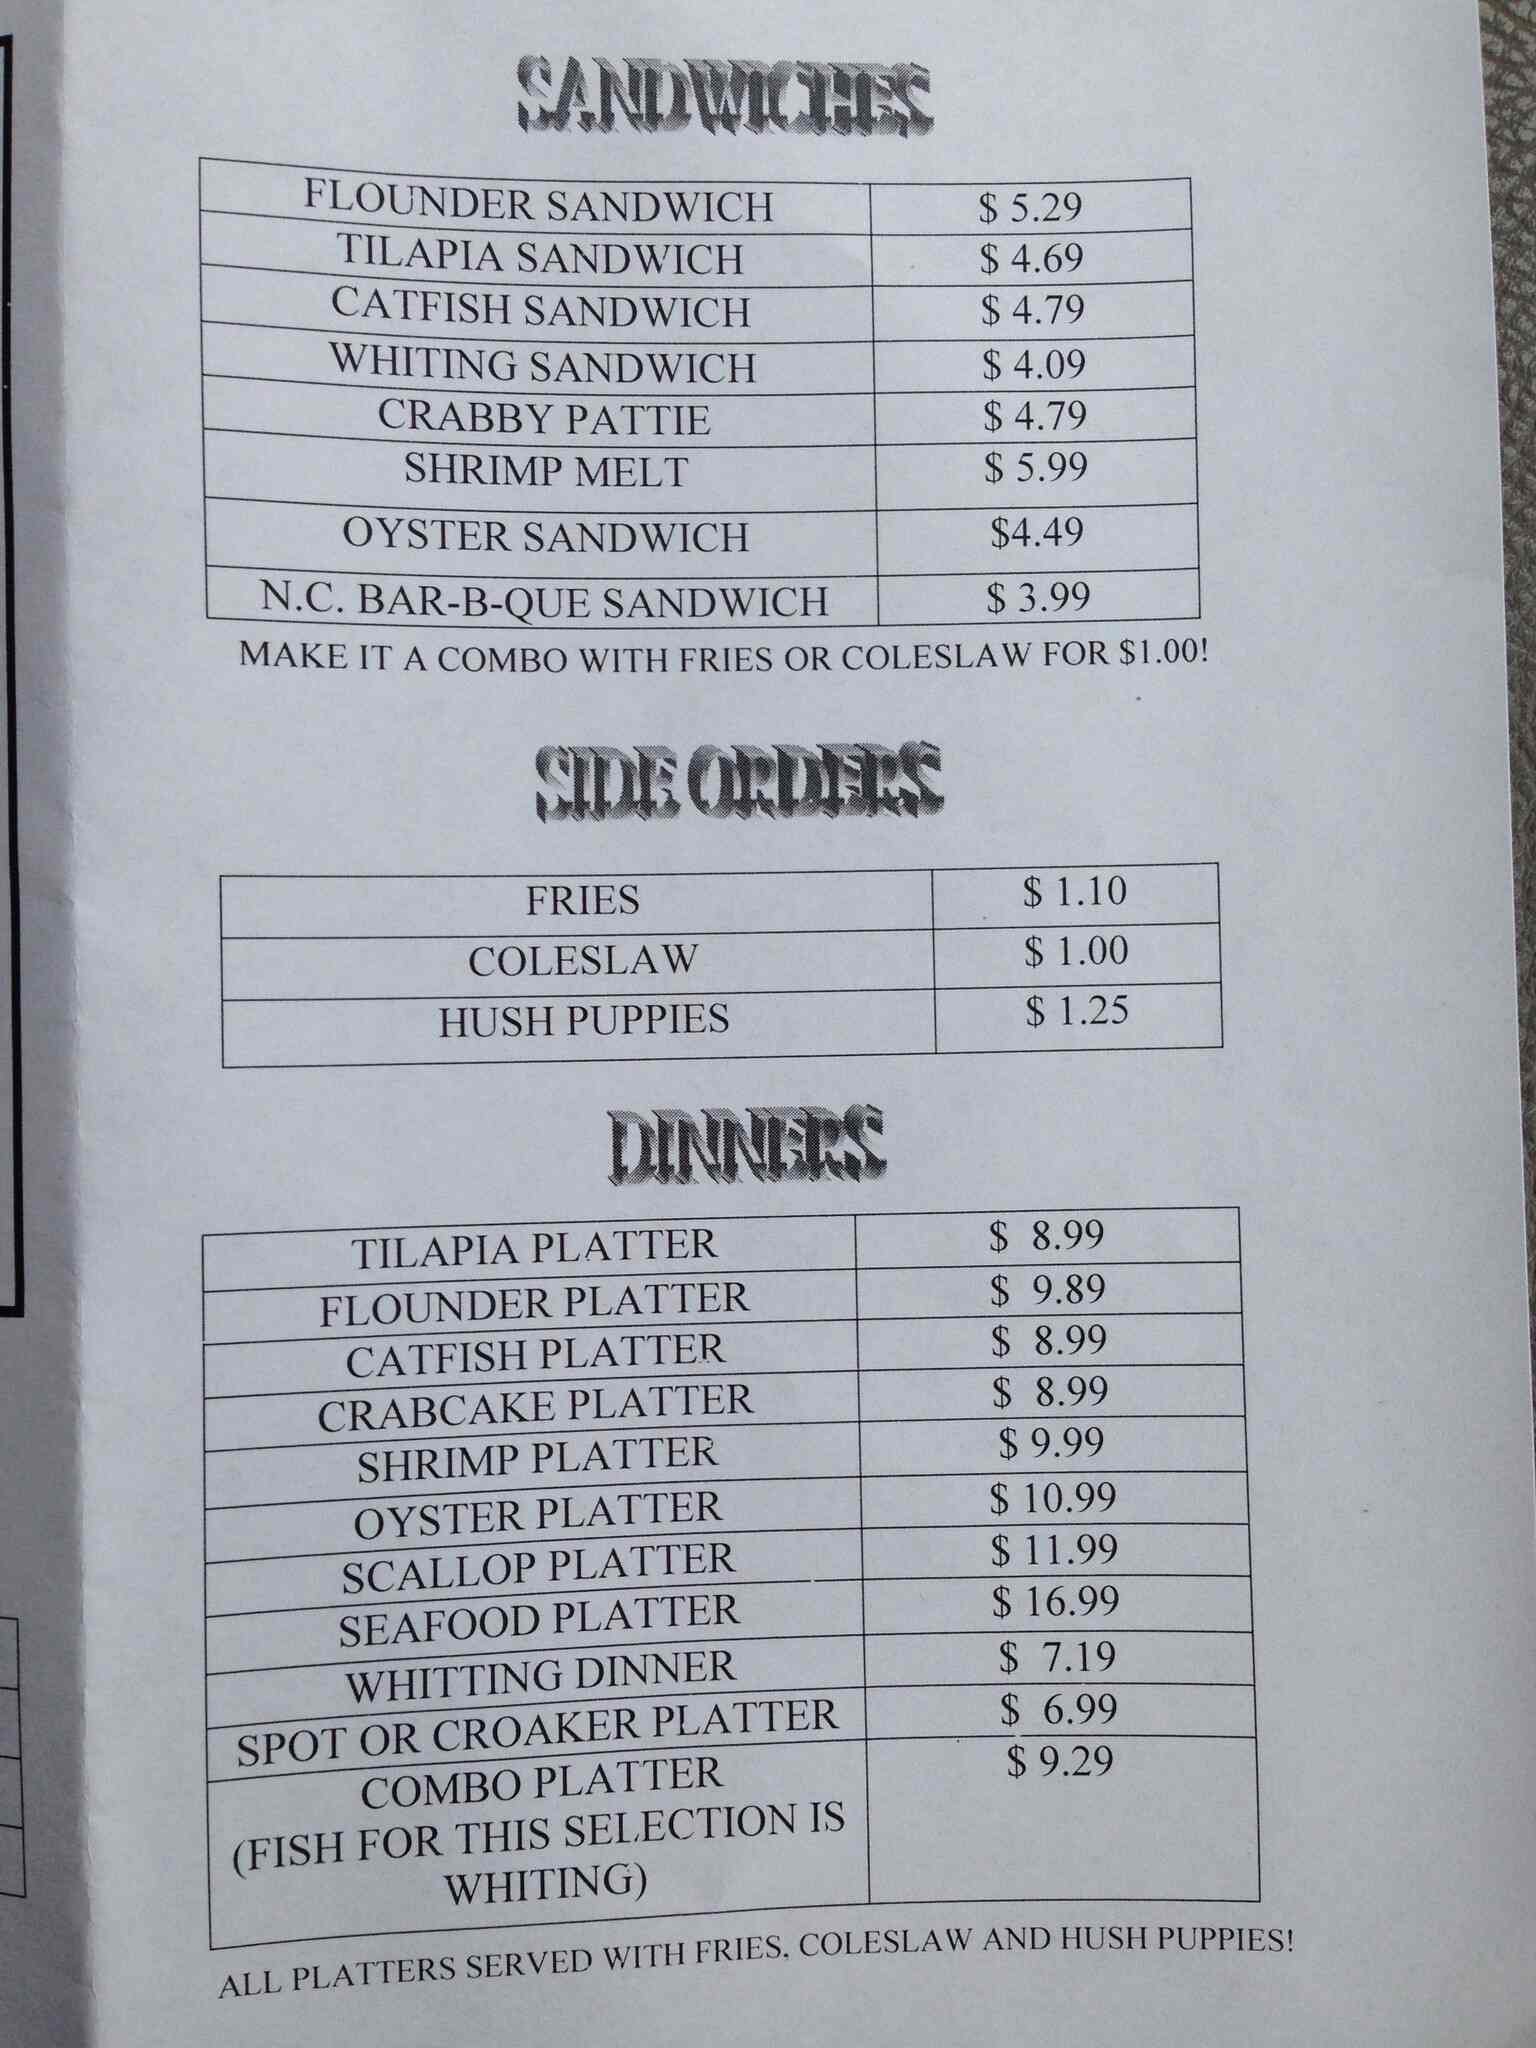 SANDWICHES
FLOUNDER SANDWICH $ 5.29
TILAPIA SANDWICH $ 4.69
CATFISH SANDWICH $ 4.79
WHITING SANDWICH $ 4.09
CRABBY PATTIE $ 4.79
SHRIMP MELT $ 5.99
OYSTER SANDWICH $4.49
N.C. BAR-B-QUE SANDWICH $ 3.99
MAKE IT A COMBO WITH FRIES OR COLESLAW FOR $1.00!
SIDE ORDERS
FRIES $ 1.10
COLESLAW $ 1.00
HUSH PUPPIES $ 1.25
DINNERS
TILAPIA PLATTER $ 8.99
FLOUNDER PLATTER $ 9.89
CATFISH PLATTER $ 8.99
CRABCAKE PLATTER $ 8.99
SHRIMP PLATTER $ 9.99
OYSTER PLATTER $ 10.99
SCALLOP PLATTER $ 11.99
SEAFOOD PLATTER $ 16.99
WHITTING DINNER $ 7.19
SPOT OR CROAKER PLATTER $ 6.99
COMBO PLATTER $ 9.29
(FISH FOR THIS SELECTION IS
WHITING)
ALL PLATTERS SERVED WITH FRIES, COLESLAW AND HUSH PUPPIES!